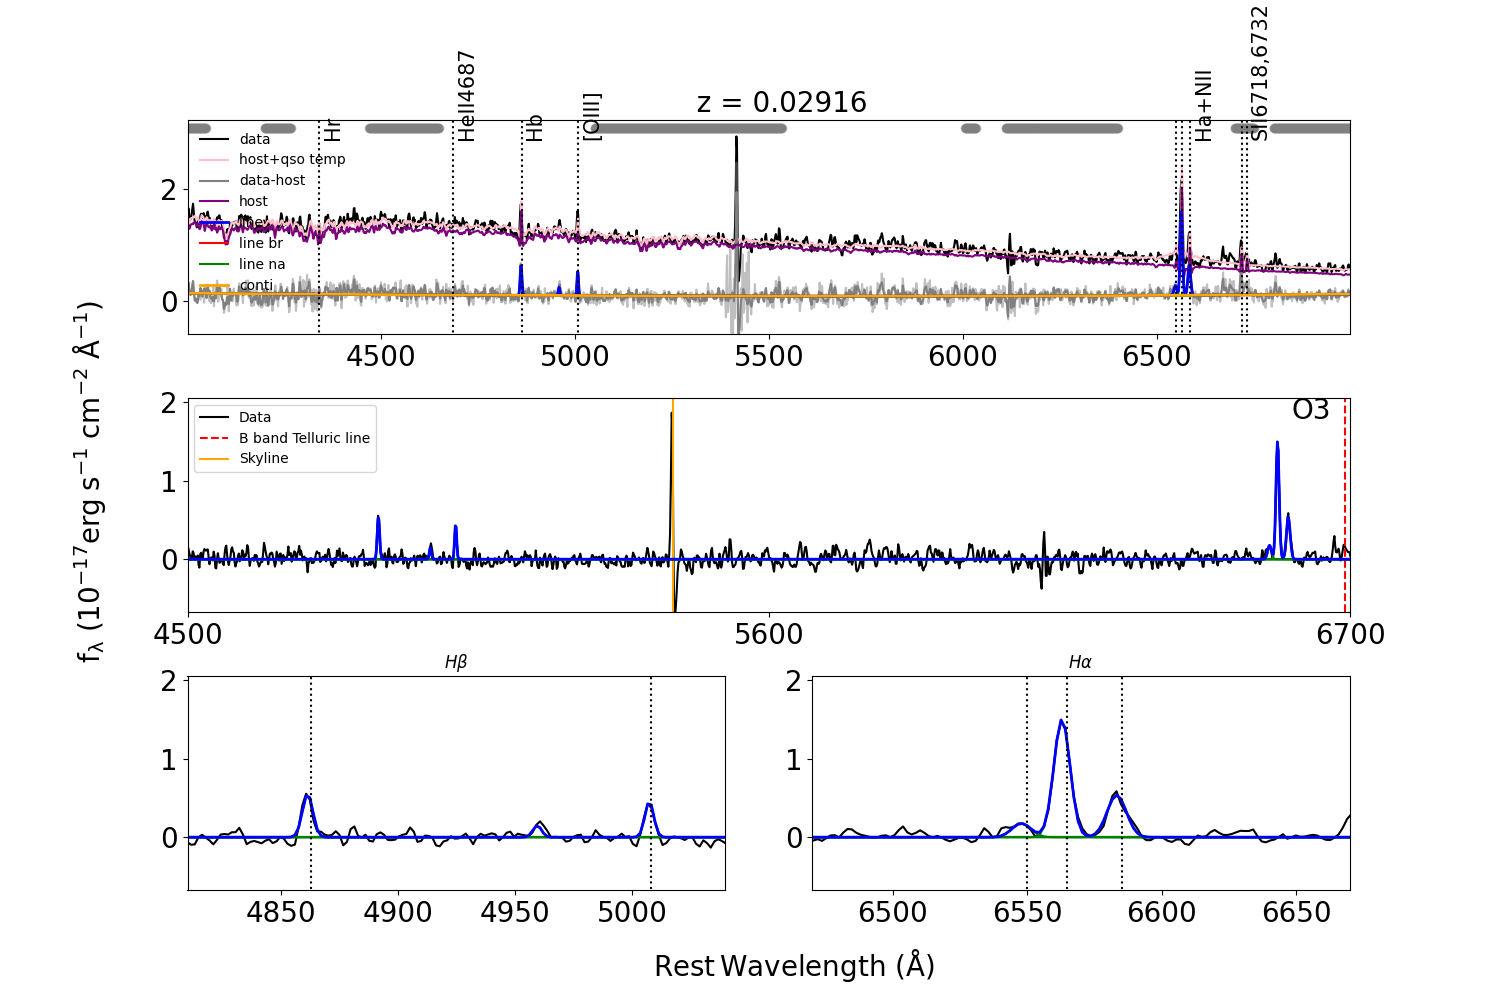 Hr
HeII4687
Hb
[OIII]
Ha+NII
SII6718,6732
z = 0.02916
data
host+qso temp
data-host
host
line
line br
line na
conti
2
0
4500 5000 5500 6000 6500
O3
Data
B band Telluric line
Skyline
2
1
0
4500 5600 6700
Hβ
2
1
0
4850 4900 4950 5000
Hα
2
1
0
6500 6550 6600 6650
fλ (10−17erg s−1 cm−2 Å−1)
Rest Wavelength (Å)